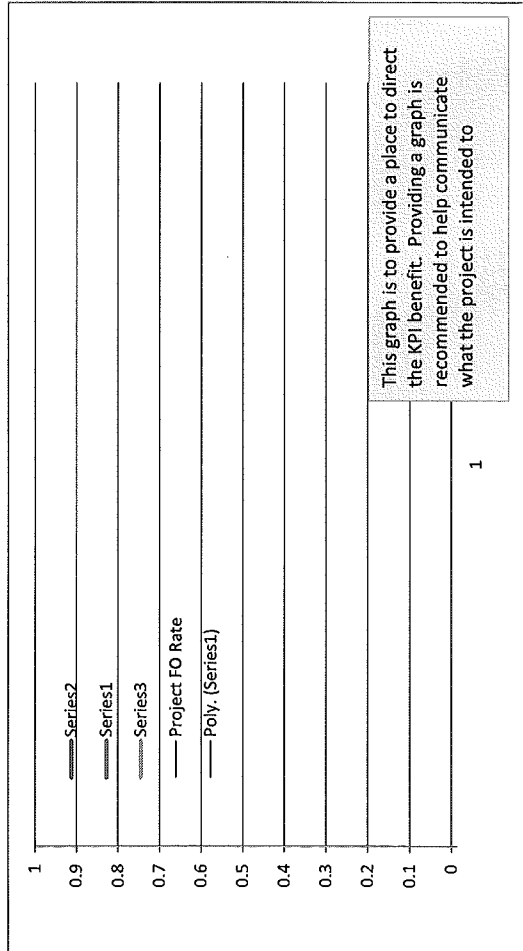 1
0.9
0.8
0.7
0.6
0.5
0.4
0.3
0.2
0.1
0
Series2
Series1
Series3
Project FO Rate
Poly. (Series1)
1
This graph is to provide a place to direct
the KPI benefit. Providing a graph is
recommended to help communicate
what the project is intended to